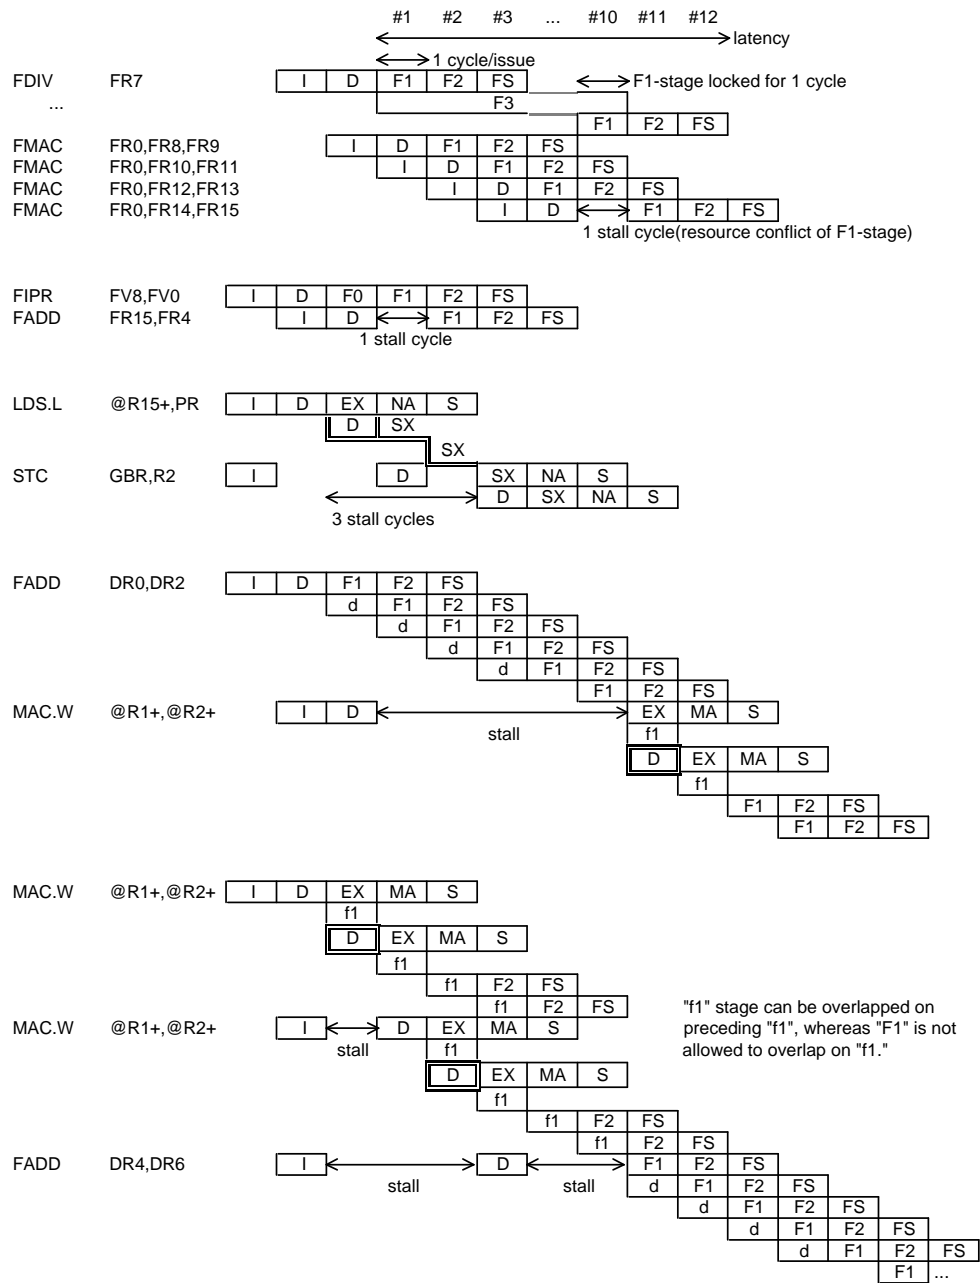 #1 #2 #3 ... #10 #11 #12
latency
1 cycle/issue
FDIV FR7 I D F1 F2 FS F1-stage locked for 1 cycle
... F3
F1 F2 FS
FMAC FR0,FR8,FR9 I D F1 F2 FS
FMAC FR0,FR10,FR11 I D F1 F2 FS
FMAC FR0,FR12,FR13 I D F1 F2 FS
FMAC FR0,FR14,FR15 I D F1 F2 FS
1 stall cycle(resource conflict of F1-stage)
FIPR FV8,FV0 I D F0 F1 F2 FS
FADD FR15,FR4 I D F1 F2 FS
1 stall cycle
LDS.L @R15+,PR I D EX NA S
D SX
SX
STC GBR,R2 I D SX NA S
D SX NA S
3 stall cycles
FADD DR0,DR2 I D F1 F2 FS
d F1 F2 FS
d F1 F2 FS
d F1 F2 FS
d F1 F2 FS
F1 F2 FS
MAC.W @R1+,@R2+ I D EX MA S
stall f1
D EX MA S
f1
F1 F2 FS
F1 F2 FS
MAC.W @R1+,@R2+ I D EX MA S
f1
D EX MA S
f1
f1 F2 FS
f1 F2 FS
MAC.W @R1+,@R2+ I D EX MA S
stall f1
D EX MA S
f1
f1 F2 FS
f1 F2 FS
"f1" stage can be overlapped on
preceding "f1", whereas "F1" is not
allowed to overlap on "f1."
FADD DR4,DR6 I D F1 F2 FS
stall stall d F1 F2 FS
d F1 F2 FS
d F1 F2 FS
d F1 F2 FS
F1 ...